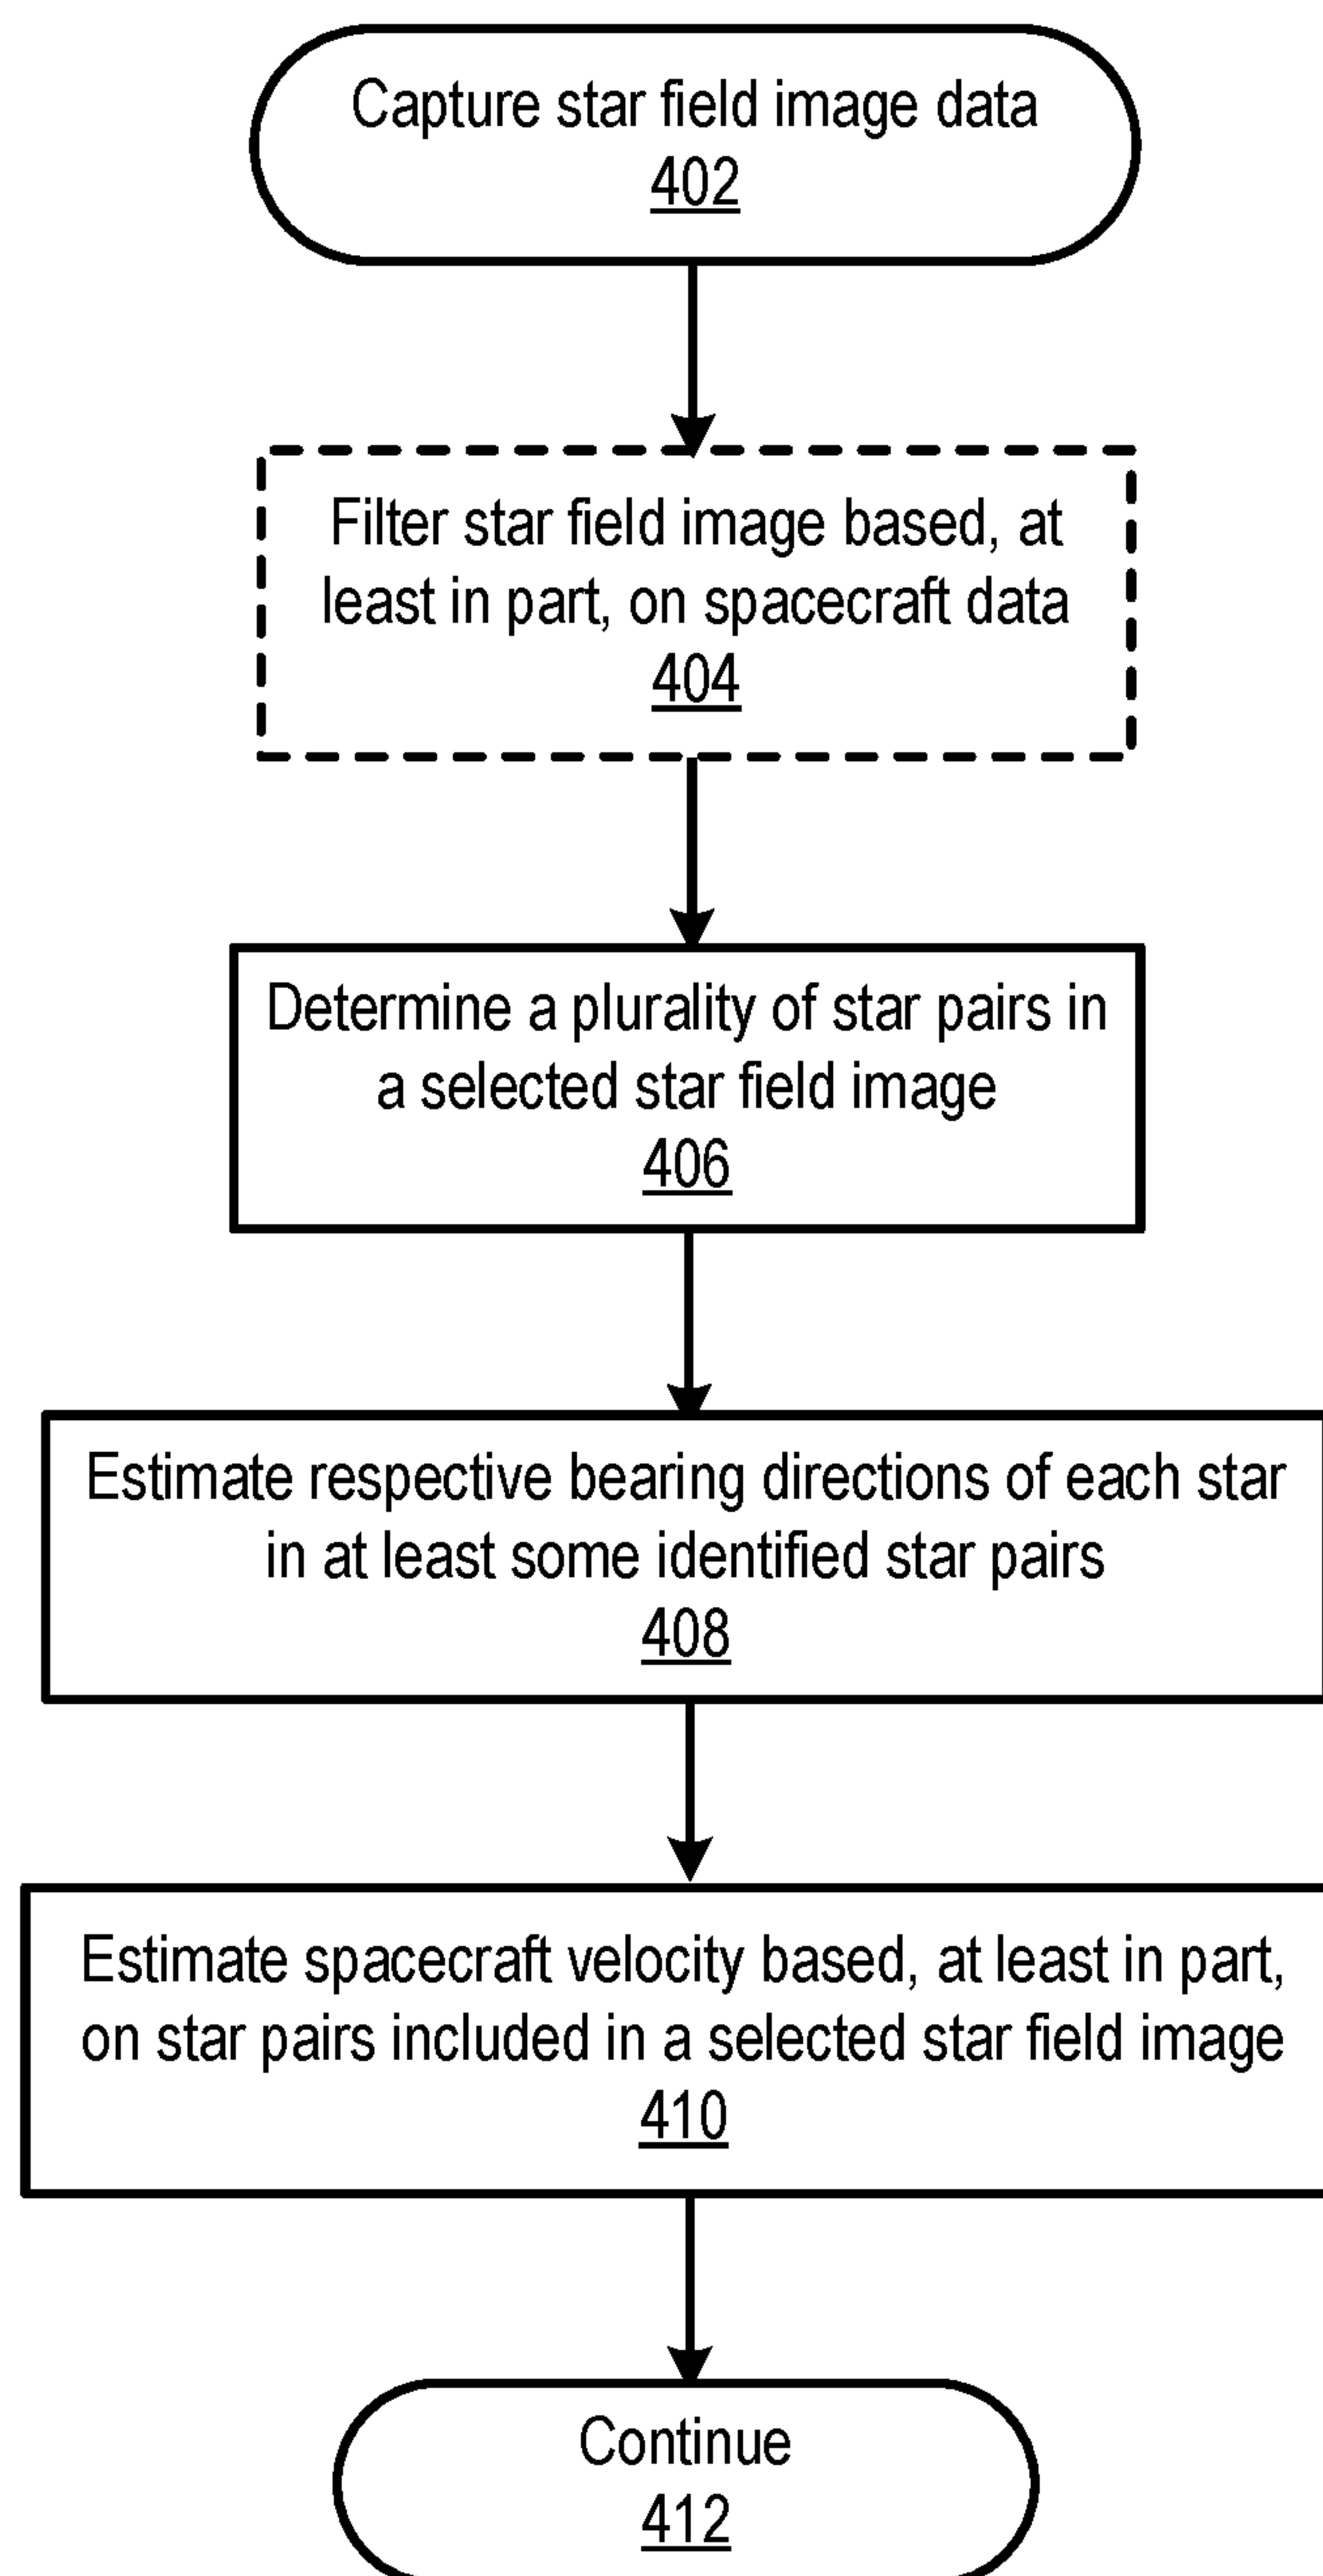 Capture star field image data
402
Filter star field image based, at
least in part, on spacecraft data
404
Determine a plurality of star pairs in
a selected star field image
406
Estimate respective bearing directions of each star
in at least some identified star pairs
408
Estimate spacecraft velocity based, at least in part,
on star pairs included in a selected star field image
410
Continue
412